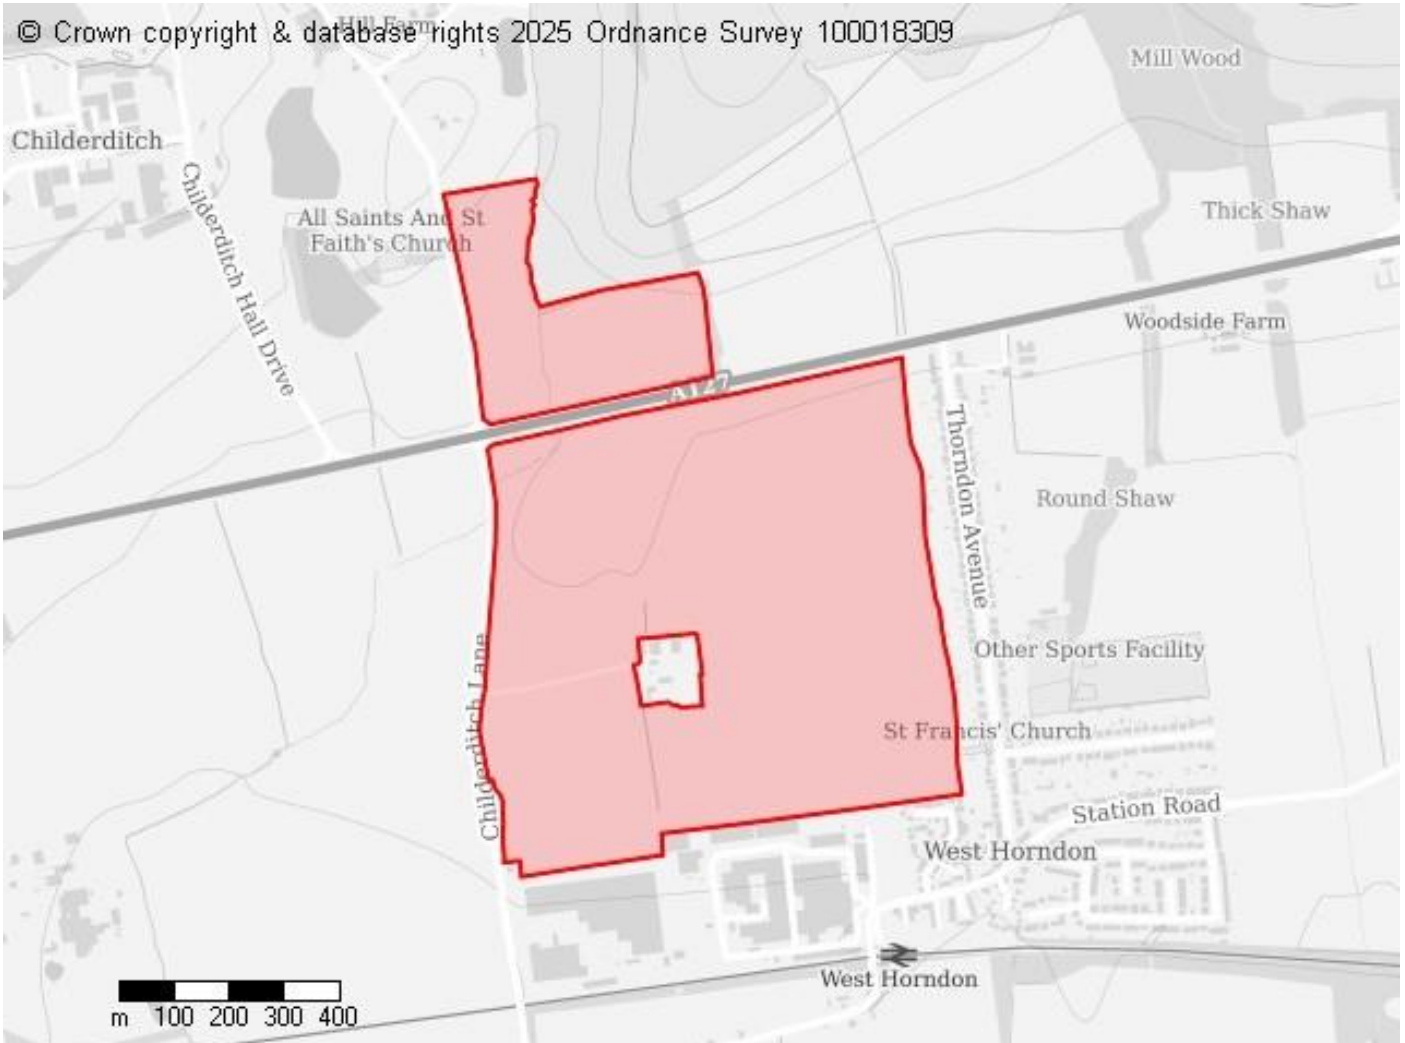 © Crown copyright & database rights 2025 Ordnance Survey 100018309
Hill Farm
Mill Wood
Childerditch
Childerditch Hall Drive
All Saints And St
Faith's Church
Thick Shaw
Woodside Farm
A127
Thorndon Avenue
Round Shaw
Other Sports Facility
Childerditch Lane
St Francis' Church
Station Road
West Horndon
West Horndon
m 100 200 300 400